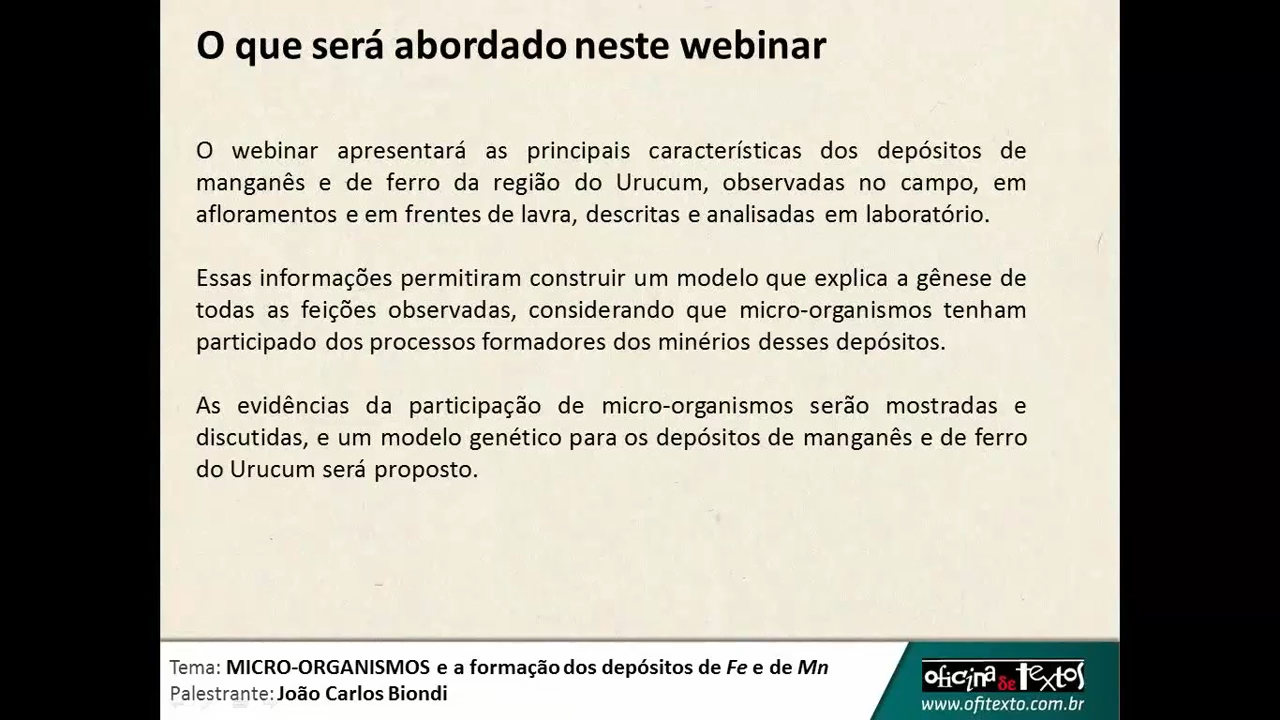 O que será abordado neste webinar
O webinar apresentará as principais características dos depósitos de
manganês e de ferro da região do Urucum, observadas no campo, em
afloramentos e em frentes de lavra, descritas e analisadas em laboratório.
Essas informações permitiram construir um modelo que explica a gênese de
todas as feições observadas, considerando que micro-organismos tenham
participado dos processos formadores dos minérios desses depósitos.
As evidências da participação de micro-organismos serão mostradas e
discutidas, e um modelo genético para os depósitos de manganês e de ferro
do Urucum será proposto.
Tema: MICRO-ORGANISMOS e a formação dos depósitos de Fe e de Mn
Palestrante: João Carlos Biondi
oficina de textos
www.ofitexto.com.br